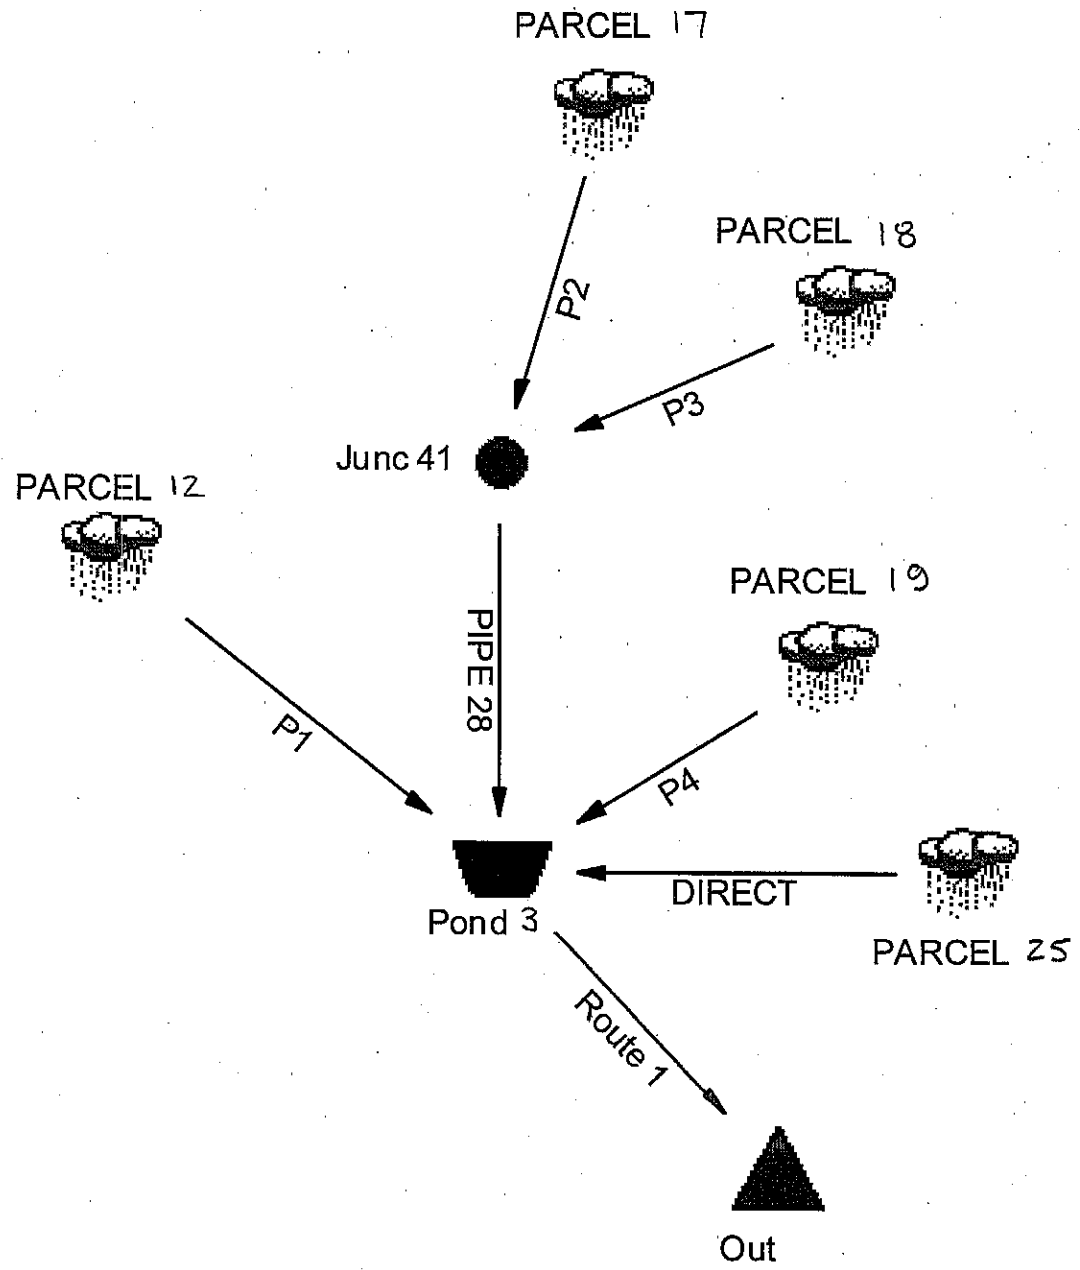 PARCEL 17
PARCEL 18
P2
P3
Junc 41
PARCEL 12
PARCEL 19
PIPE 28
P1
P4
DIRECT
Pond 3
PARCEL 25
Route 1
Out